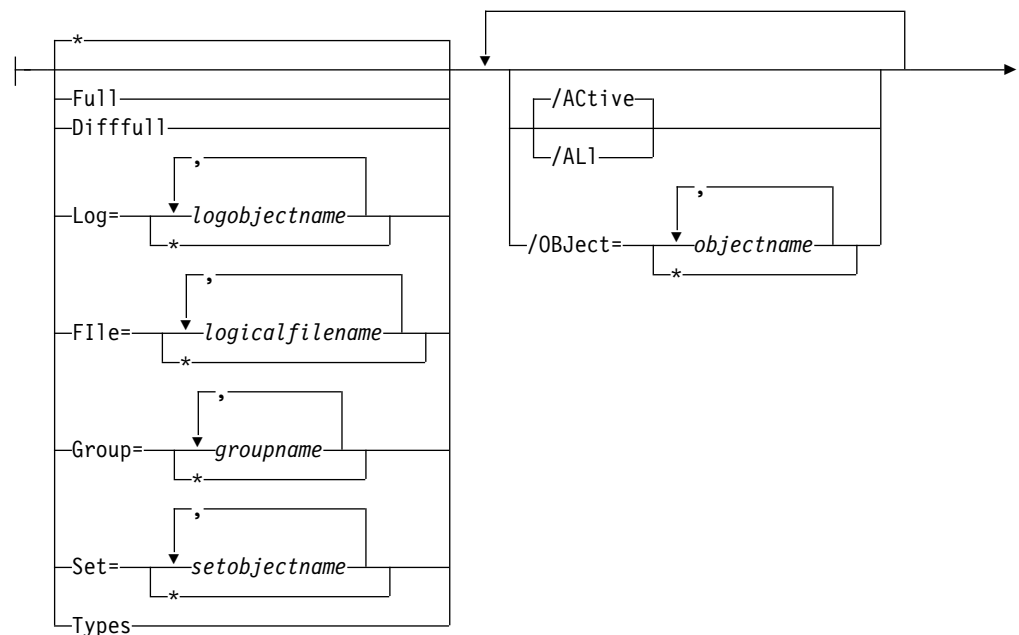 *
Full
Difffull
,
Log= logobjectname
*
,
FIle= logicalfilename
*
,
Group= groupname
*
,
Set= setobjectname
*
Types
/ACtive
/ALl
,
/OBJect= objectname
*